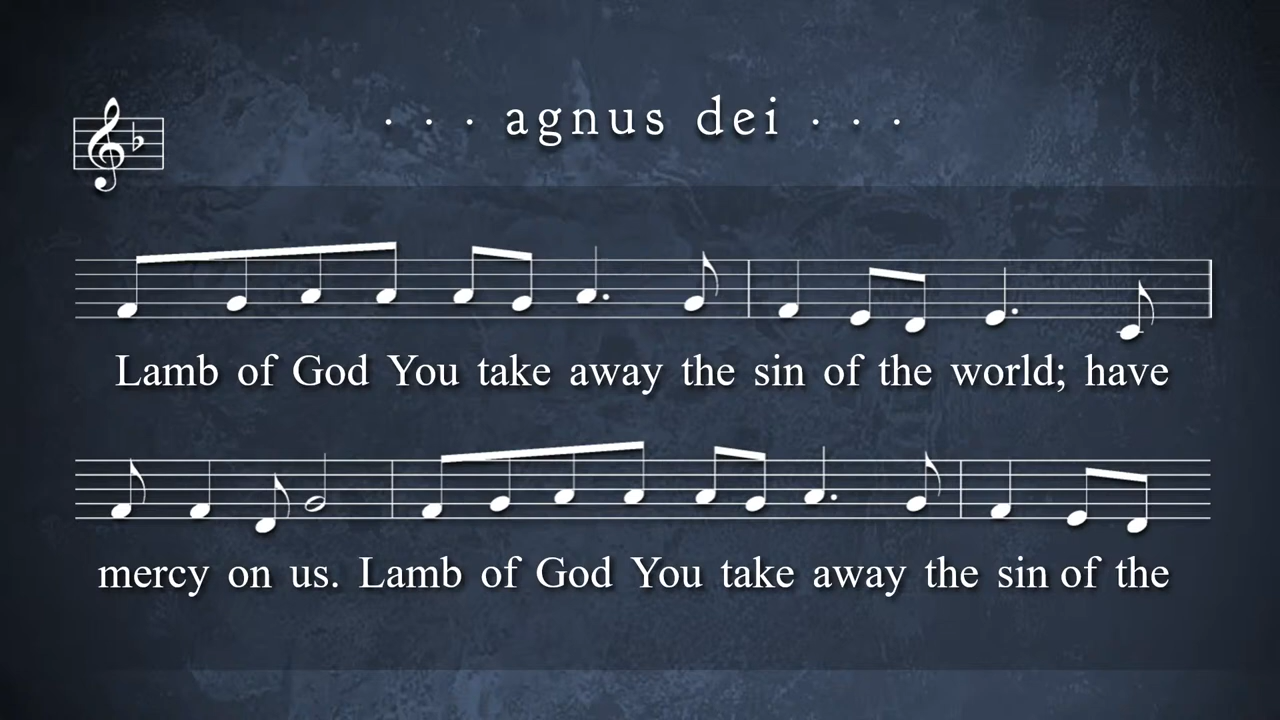 · · · agnus dei · · ·
Lamb of God You take away the sin of the world; have
mercy on us. Lamb of God You take away the sin of the